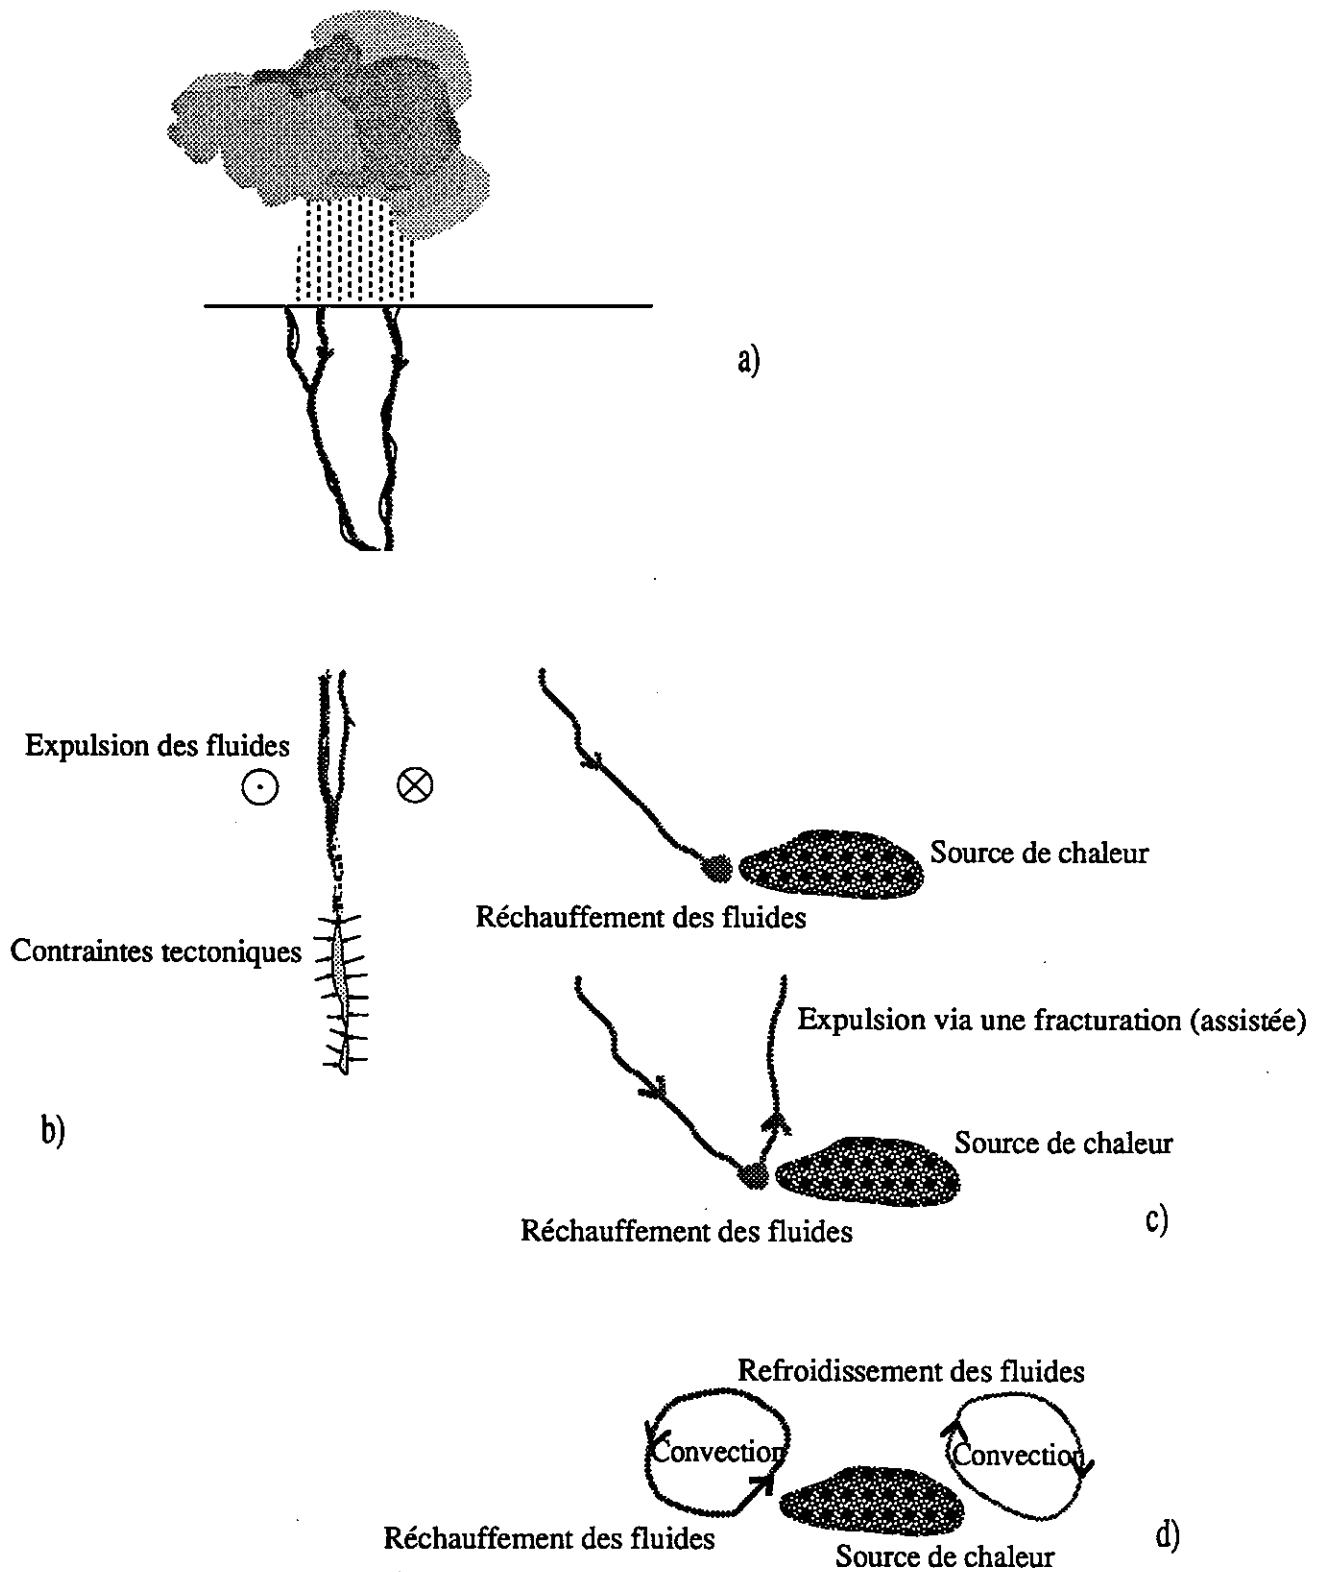 a)
Expulsion des fluides
Contraintes tectoniques
b)
Source de chaleur
Réchauffement des fluides
Expulsion via une fracturation (assistée)
Source de chaleur
Réchauffement des fluides
c)
Refroidissement des fluides
Convection
Convection
Réchauffement des fluides
Source de chaleur
d)